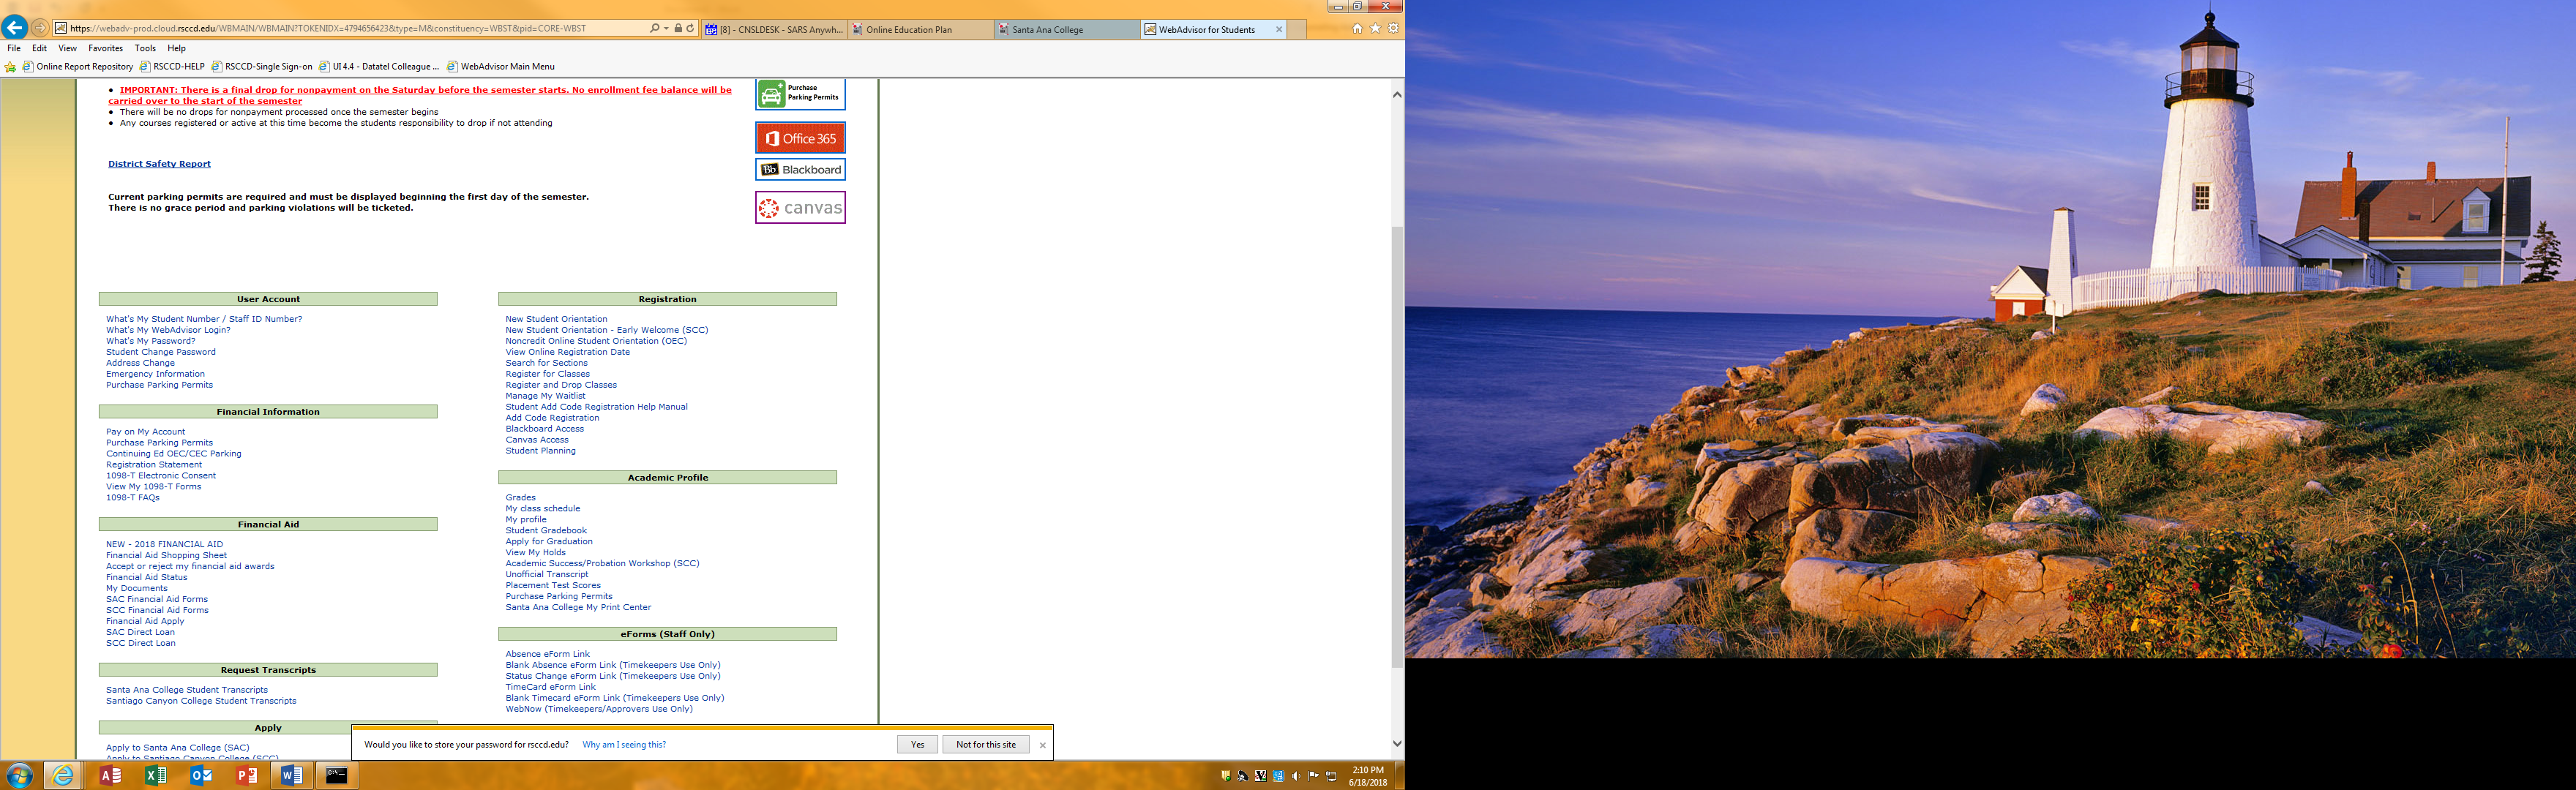 https://webadv-prod.cloud.rsccd.edu/WBMAIN/WBMAIN?TOKENIDX=4794656423&type=M&constituency=WBST&pid=CORE-WBST
[8] - CNSLDESK - SARS Anywh...
Online Education Plan
Santa Ana College
WebAdvisor for Students
File Edit View Favorites Tools Help
Online Report Repository RSCCD-HELP RSCCD-Single Sign-on UI 4.4 - Datatel Colleague ... WebAdvisor Main Menu
IMPORTANT: There is a final drop for nonpayment on the Saturday before the semester starts. No enrollment fee balance will be
carried over to the start of the semester
There will be no drops for nonpayment processed once the semester begins
Any courses registered or active at this time become the students responsibility to drop if not attending
District Safety Report
Current parking permits are required and must be displayed beginning the first day of the semester.
There is no grace period and parking violations will be ticketed.
Purchase
Parking Permits
Office 365
Bb Blackboard
canvas
User Account
What's My Student Number / Staff ID Number?
What's My WebAdvisor Login?
What's My Password?
Student Change Password
Address Change
Emergency Information
Purchase Parking Permits
Financial Information
Pay on My Account
Purchase Parking Permits
Continuing Ed OEC/CEC Parking
Registration Statement
1098-T Electronic Consent
View My 1098-T Forms
1098-T FAQs
Financial Aid
NEW - 2018 FINANCIAL AID
Financial Aid Shopping Sheet
Accept or reject my financial aid awards
Financial Aid Status
My Documents
SAC Financial Aid Forms
SCC Financial Aid Forms
Financial Aid Apply
SAC Direct Loan
SCC Direct Loan
Request Transcripts
Santa Ana College Student Transcripts
Santiago Canyon College Student Transcripts
Apply
Apply to Santa Ana College (SAC)
Apply to Santiago Canyon College (SCC)
Registration
New Student Orientation
New Student Orientation - Early Welcome (SCC)
Noncredit Online Student Orientation (OEC)
View Online Registration Date
Search for Sections
Register for Classes
Register and Drop Classes
Manage My Waitlist
Student Add Code Registration Help Manual
Add Code Registration
Blackboard Access
Canvas Access
Student Planning
Academic Profile
Grades
My class schedule
My profile
Student Gradebook
Apply for Graduation
View My Holds
Academic Success/Probation Workshop (SCC)
Unofficial Transcript
Placement Test Scores
Purchase Parking Permits
Santa Ana College My Print Center
eForms (Staff Only)
Absence eForm Link
Blank Absence eForm Link (Timekeepers Use Only)
Status Change eForm Link (Timekeepers Use Only)
TimeCard eForm Link
Blank Timecard eForm Link (Timekeepers Use Only)
WebNow (Timekeepers/Approvers Use Only)
Would you like to store your password for rsccd.edu? Why am I seeing this? Yes Not for this site
2:10 PM
6/18/2018